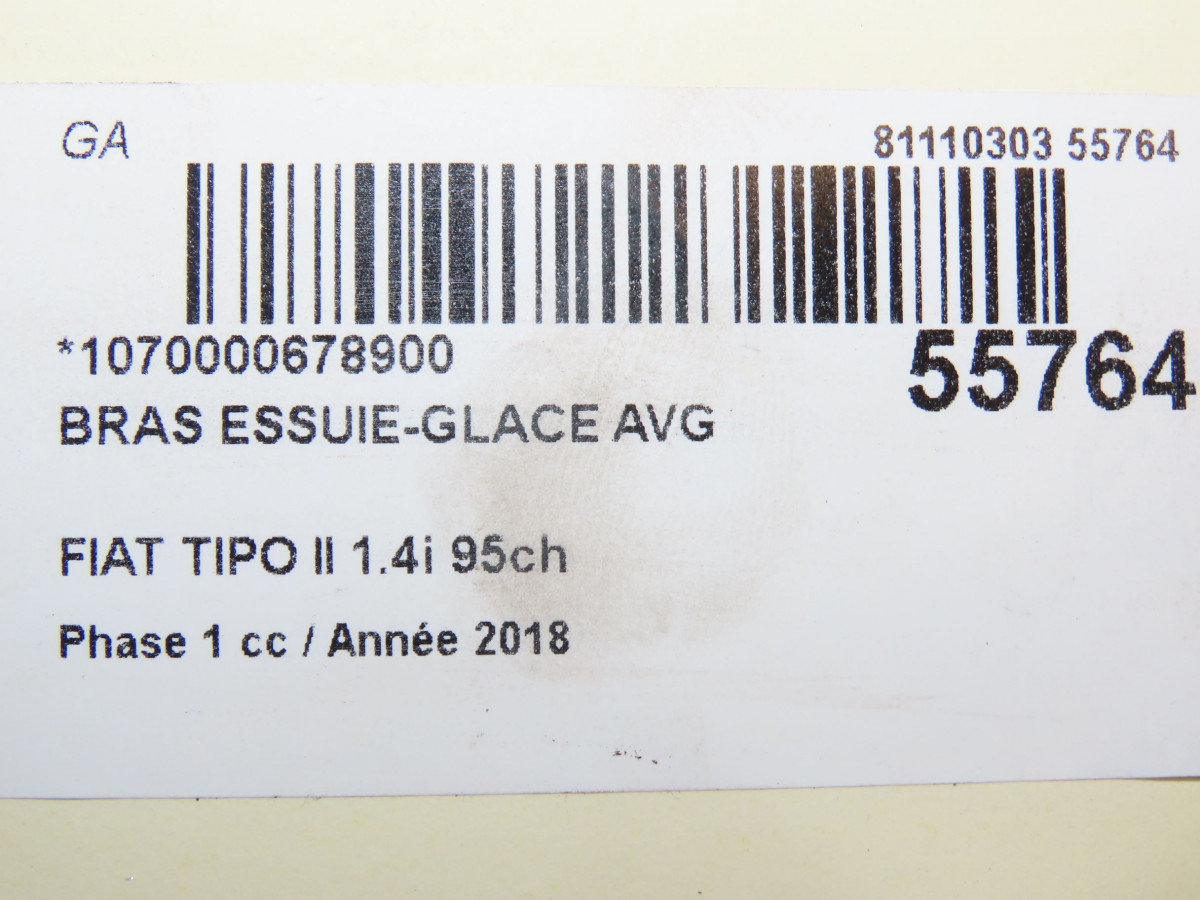 GA
81110303 55764
*1070000678900
55764
BRAS ESSUIE-GLACE AVG
FIAT TIPO II 1.4i 95ch
Phase 1 cc / Année 2018